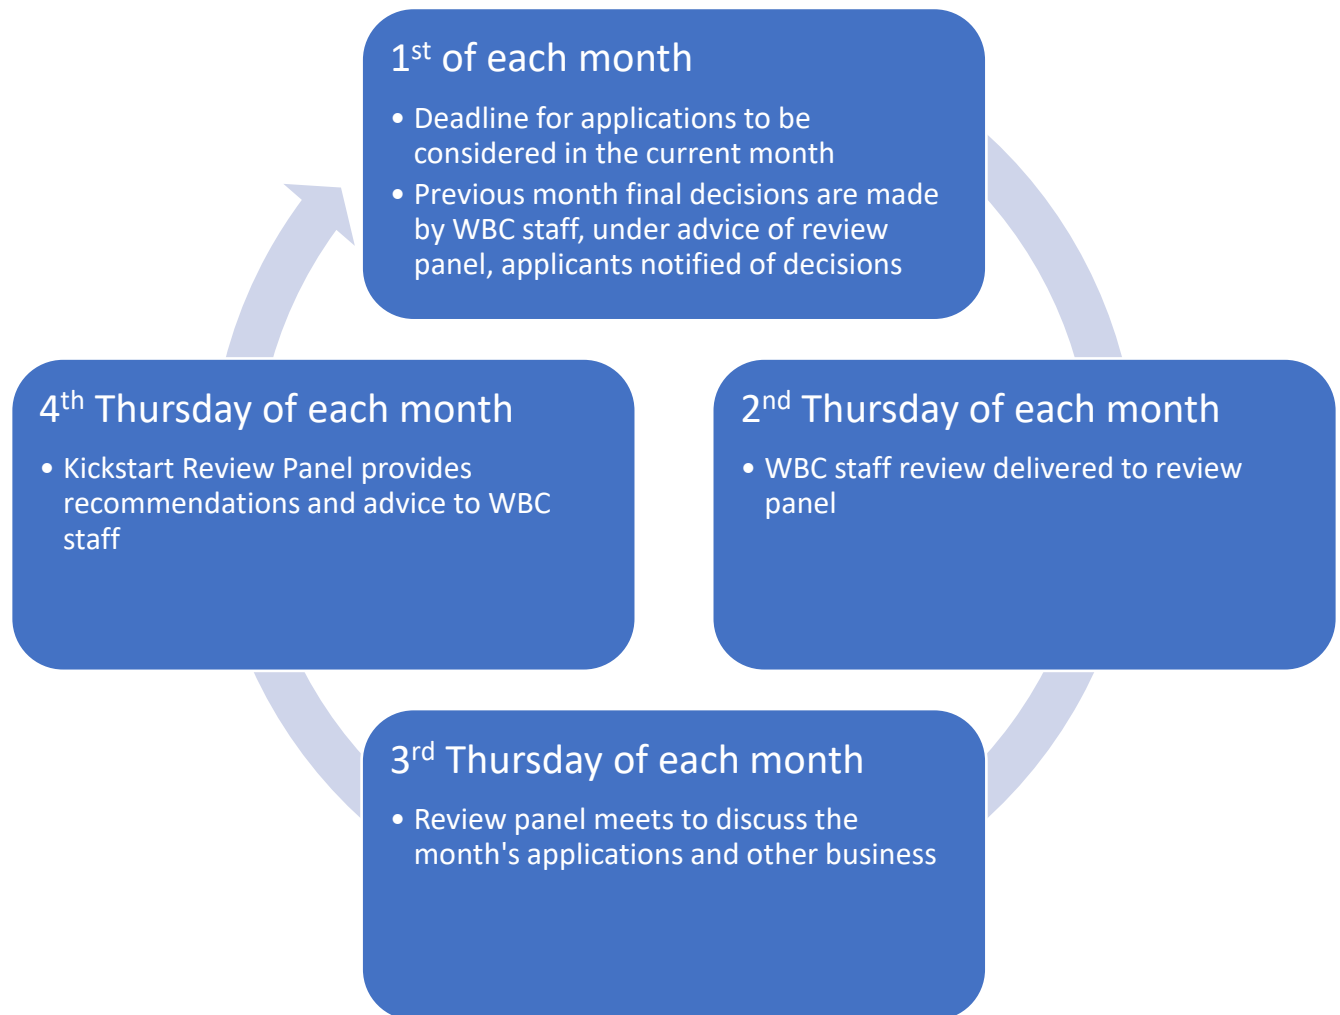 1st of each month
• Deadline for applications to be
considered in the current month
• Previous month final decisions are made
by WBC staff, under advice of review
panel, applicants notified of decisions
2nd Thursday of each month
• WBC staff review delivered to review
panel
3rd Thursday of each month
• Review panel meets to discuss the
month's applications and other business
4th Thursday of each month
• Kickstart Review Panel provides
recommendations and advice to WBC
staff